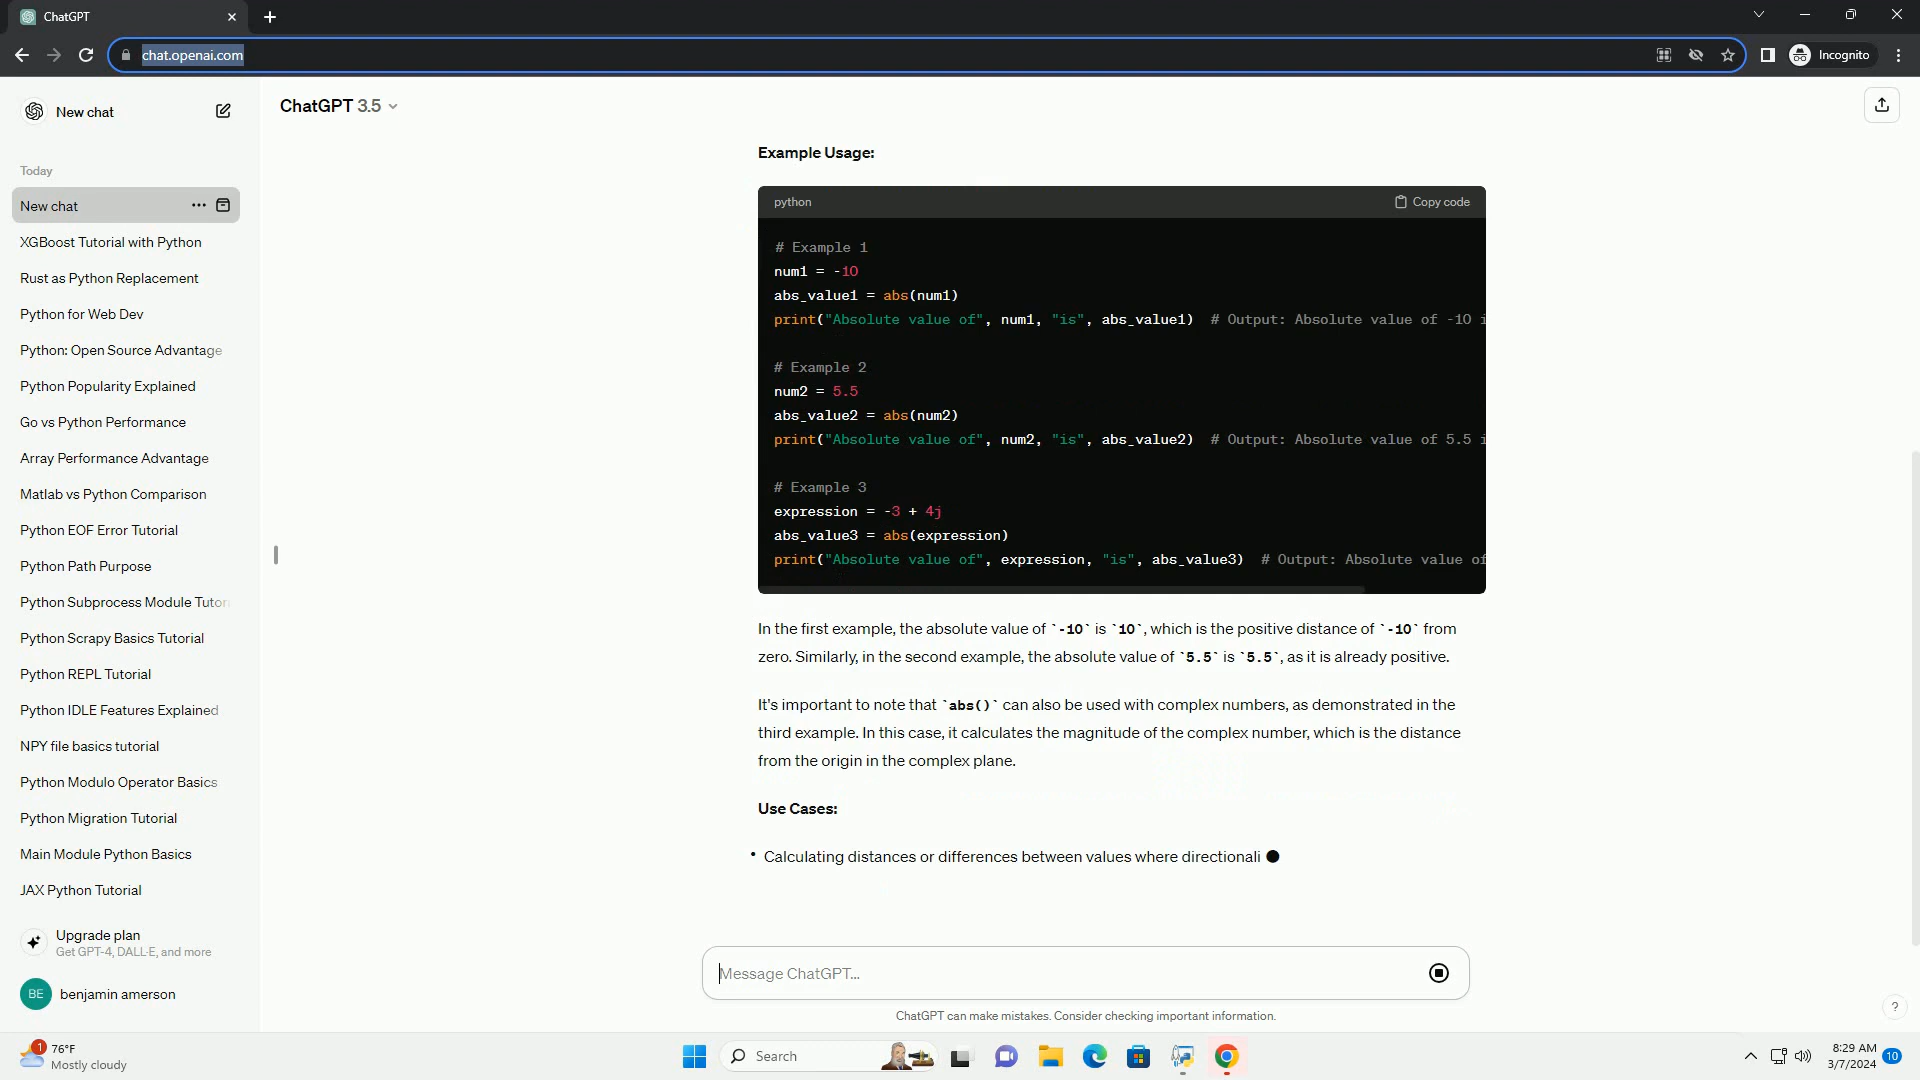 ChatGPT
chat.openai.com
Incognito
New chat
ChatGPT 3.5
Today
New chat
XGBoost Tutorial with Python
Rust as Python Replacement
Python for Web Dev
Python: Open Source Advantage
Python Popularity Explained
Go vs Python Performance
Array Performance Advantage
Matlab vs Python Comparison
Python EOF Error Tutorial
Python Path Purpose
Python Subprocess Module Tutor
Python Scrapy Basics Tutorial
Python REPL Tutorial
Python IDLE Features Explained
NPY file basics tutorial
Python Modulo Operator Basics
Python Migration Tutorial
Main Module Python Basics
JAX Python Tutorial
Upgrade plan
Get GPT-4, DALL·E, and more
BE
benjamin amerson
Example Usage:
python
Copy code
# Example 1
num1 = -10
abs_value1 = abs(num1)
print("Absolute value of", num1, "is", abs_value1)  # Output: Absolute value of -10 i
# Example 2
num2 = 5.5
abs_value2 = abs(num2)
print("Absolute value of", num2, "is", abs_value2)  # Output: Absolute value of 5.5 i
# Example 3
expression = -3 + 4j
abs_value3 = abs(expression)
print("Absolute value of", expression, "is", abs_value3)  # Output: Absolute value of
In the first example, the absolute value of `-10` is `10`, which is the positive distance of `-10` from
zero. Similarly, in the second example, the absolute value of `5.5` is `5.5`, as it is already positive.
It's important to note that `abs()` can also be used with complex numbers, as demonstrated in the
third example. In this case, it calculates the magnitude of the complex number, which is the distance
from the origin in the complex plane.
Use Cases:
• Calculating distances or differences between values where directionali
Message ChatGPT...
ChatGPT can make mistakes. Consider checking important information.
?
1
76°F
Mostly cloudy
Search
8:29 AM
3/7/2024
10